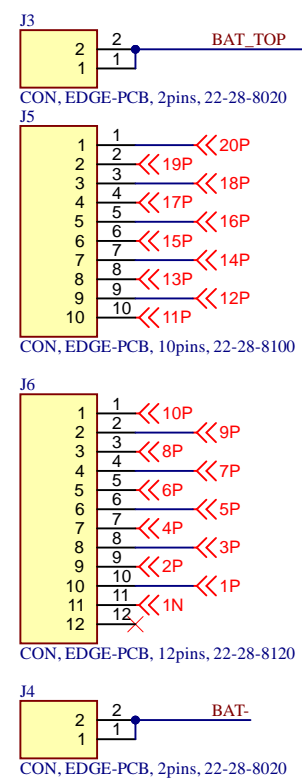 J3
2 2 BAT_TOP
1 1
CON, EDGE-PCB, 2pins, 22-28-8020
J5
1 1 20P
2 2 19P
3 3 18P
4 4 17P
5 5 16P
6 6 15P
7 7 14P
8 8 13P
9 9 12P
10 10 11P
CON, EDGE-PCB, 10pins, 22-28-8100
J6
1 1 10P
2 2 9P
3 3 8P
4 4 7P
5 5 6P
6 6 5P
7 7 4P
8 8 3P
9 9 2P
10 10 1P
11 11 1N
12 12
CON, EDGE-PCB, 12pins, 22-28-8120
J4
2 2 BAT-
1 1
CON, EDGE-PCB, 2pins, 22-28-8020